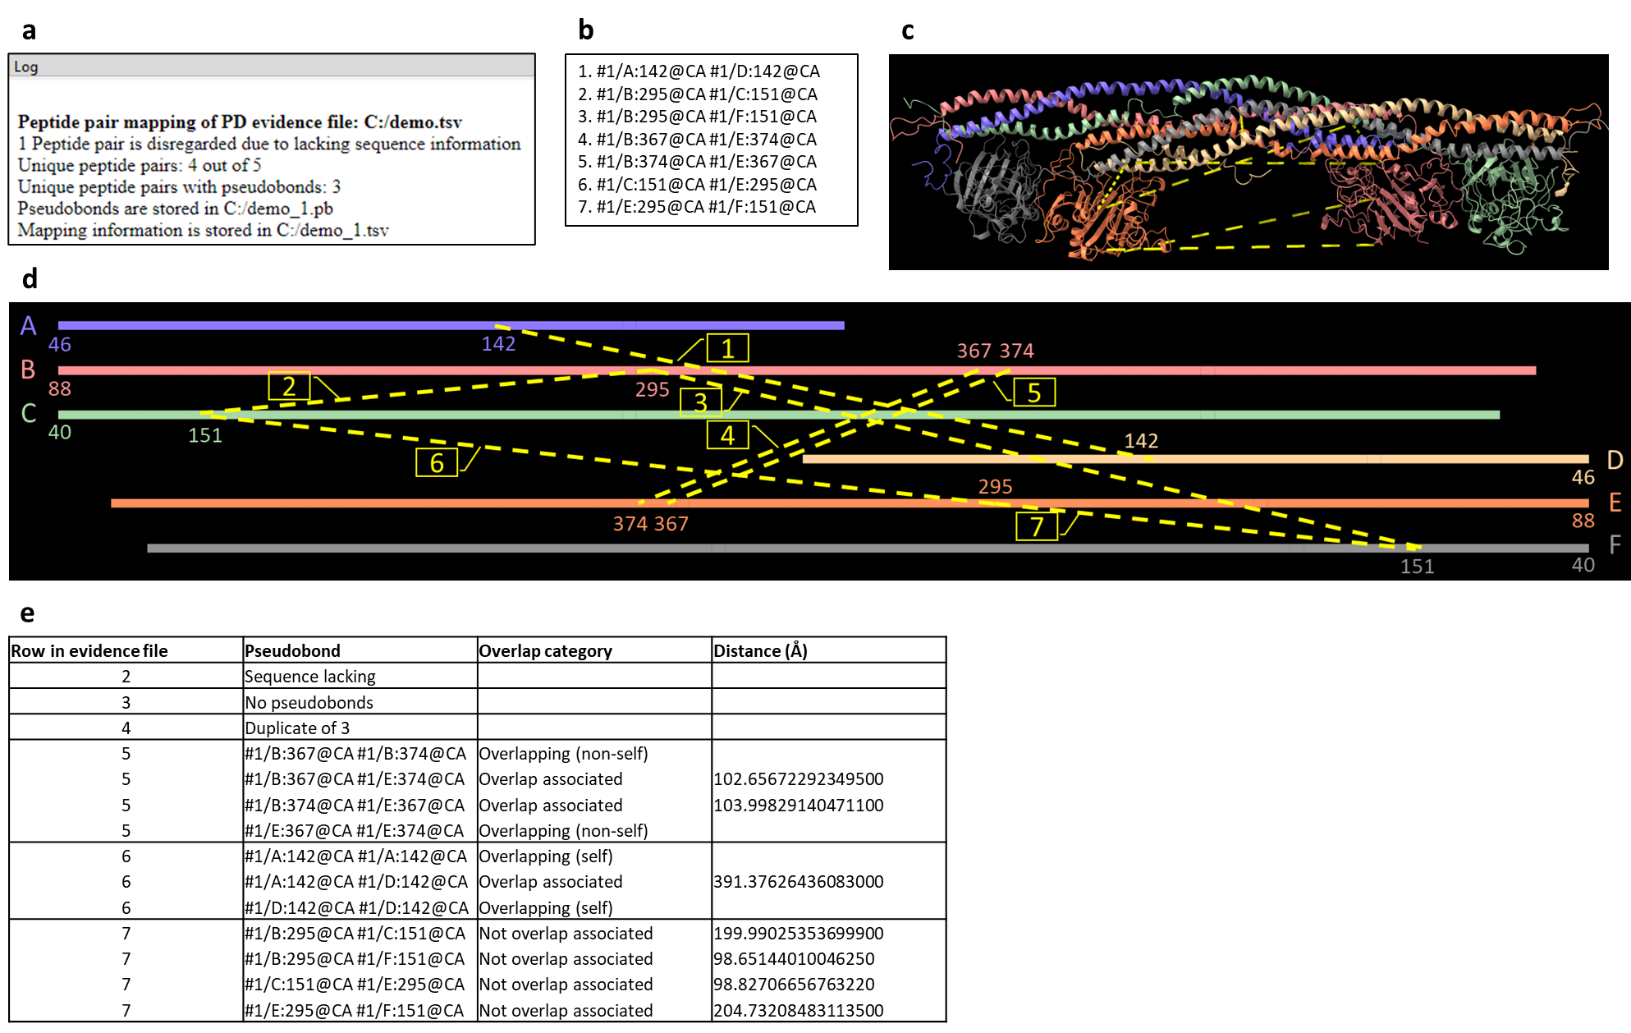 a
Log
Peptide pair mapping of PD evidence file: C:/demo.tsv
1 Peptide pair is disregarded due to lacking sequence information
Unique peptide pairs: 4 out of 5
Unique peptide pairs with pseudobonds: 3
Pseudobonds are stored in C:/demo_1.pb
Mapping information is stored in C:/demo_1.tsv
b
1. #1/A:142@CA #1/D:142@CA
2. #1/B:295@CA #1/C:151@CA
3. #1/B:295@CA #1/F:151@CA
4. #1/B:367@CA #1/E:374@CA
5. #1/B:374@CA #1/E:367@CA
6. #1/C:151@CA #1/E:295@CA
7. #1/E:295@CA #1/F:151@CA
c
d
A
46 142 1
367 374
B
88 2 295 3 5
C
40 151 4
6 142
D
46
295
E
374 367 7 88
F
151 40
e
Row in evidence file Pseudobond Overlap category Distance (Å)
2 Sequence lacking
3 No pseudobonds
4 Duplicate of 3
5 #1/B:367@CA #1/B:374@CA Overlapping (non-self)
5 #1/B:367@CA #1/E:374@CA Overlap associated 102.65672292349500
5 #1/B:374@CA #1/E:367@CA Overlap associated 103.99829140471100
5 #1/E:367@CA #1/E:374@CA Overlapping (non-self)
6 #1/A:142@CA #1/A:142@CA Overlapping (self)
6 #1/A:142@CA #1/D:142@CA Overlap associated 391.37626436083000
6 #1/D:142@CA #1/D:142@CA Overlapping (self)
7 #1/B:295@CA #1/C:151@CA Not overlap associated 199.99025353699900
7 #1/B:295@CA #1/F:151@CA Not overlap associated 98.65144010046250
7 #1/C:151@CA #1/E:295@CA Not overlap associated 98.82706656763220
7 #1/E:295@CA #1/F:151@CA Not overlap associated 204.73208483113500